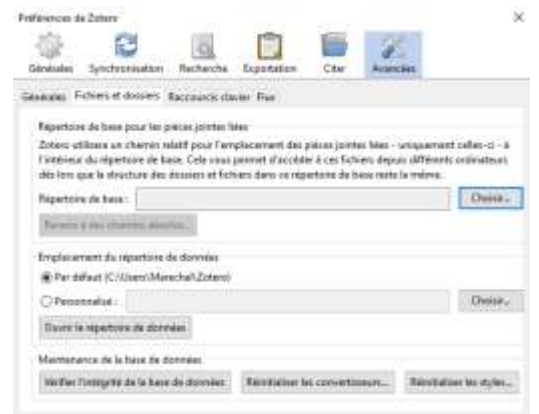 Préférences de Zotero
Générales Synchronisation Recherche Exportation Citer Avancées
Générales Fichiers et dossiers Raccourcis clavier Flux
Répertoire de base pour les pièces jointes liées
Zotero utilisera un chemin relatif pour l'emplacement des pièces jointes liées - uniquement celles-ci - à
l'intérieur du répertoire de base. Cela vous permet d'accéder à ces fichiers depuis différents ordinateurs
dès lors que la structure des dossiers et fichiers dans ce répertoire de base reste la même.
Répertoire de base : Choisir...
Revenir à des chemins absolus...
Emplacement du répertoire de données
Par défaut (C:\Users\Marechal\Zotero)
Personnalisé : Choisir...
Ouvrir le répertoire de données
Maintenance de la base de données
Vérifier l'intégrité de la base de données Réinitialiser les convertisseurs... Réinitialiser les styles...